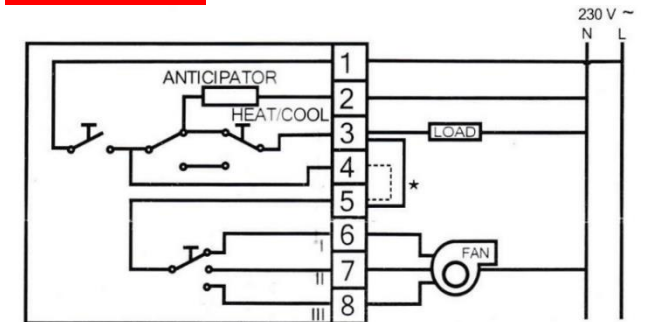 230 V ~
N L
1
ANTICIPATOR
2
HEAT/COOL
3
LOAD
4
*
5
6
I
FAN
7
II
8
III